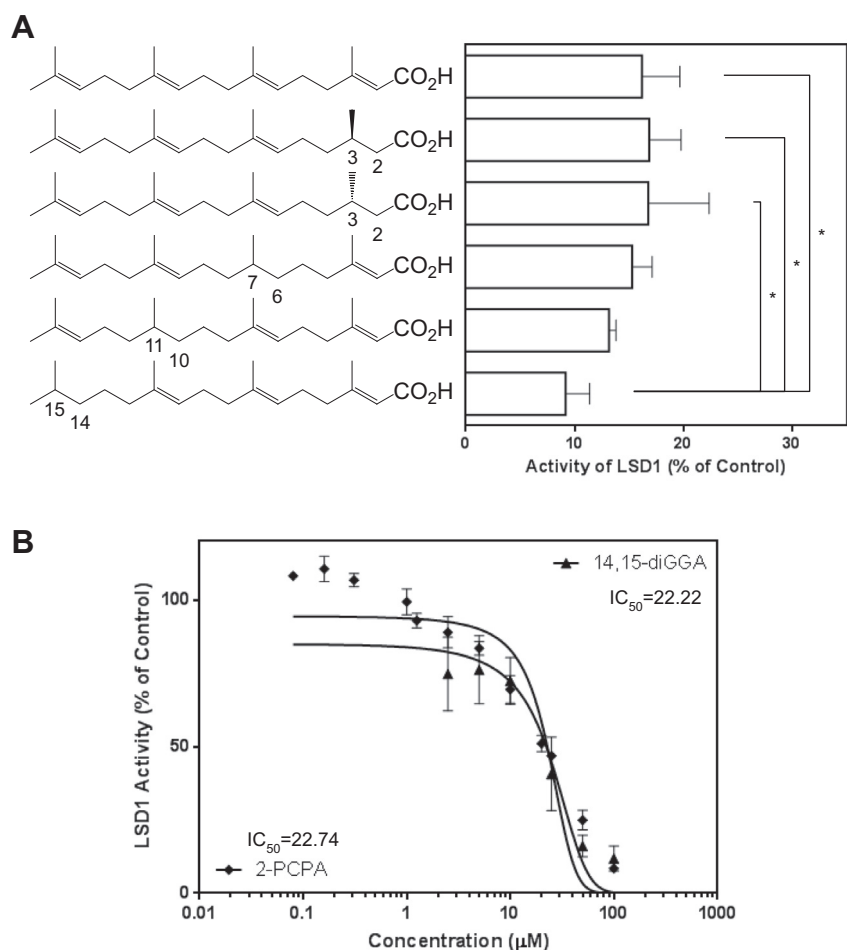 A
CO2H
CO2H
3 2
CO2H
3
2
CO2H
7
6
CO2H
11
10
CO2H
15
14
*
*
*
0 10 20 30
Activity of LSD1 (% of Control)
B
14,15-diGGA
IC50=22.22
100
50
0
LSD1 Activity (% of Control)
IC50=22.74
2-PCPA
0.01 0.1 1 10 100 1000
Concentration (μM)